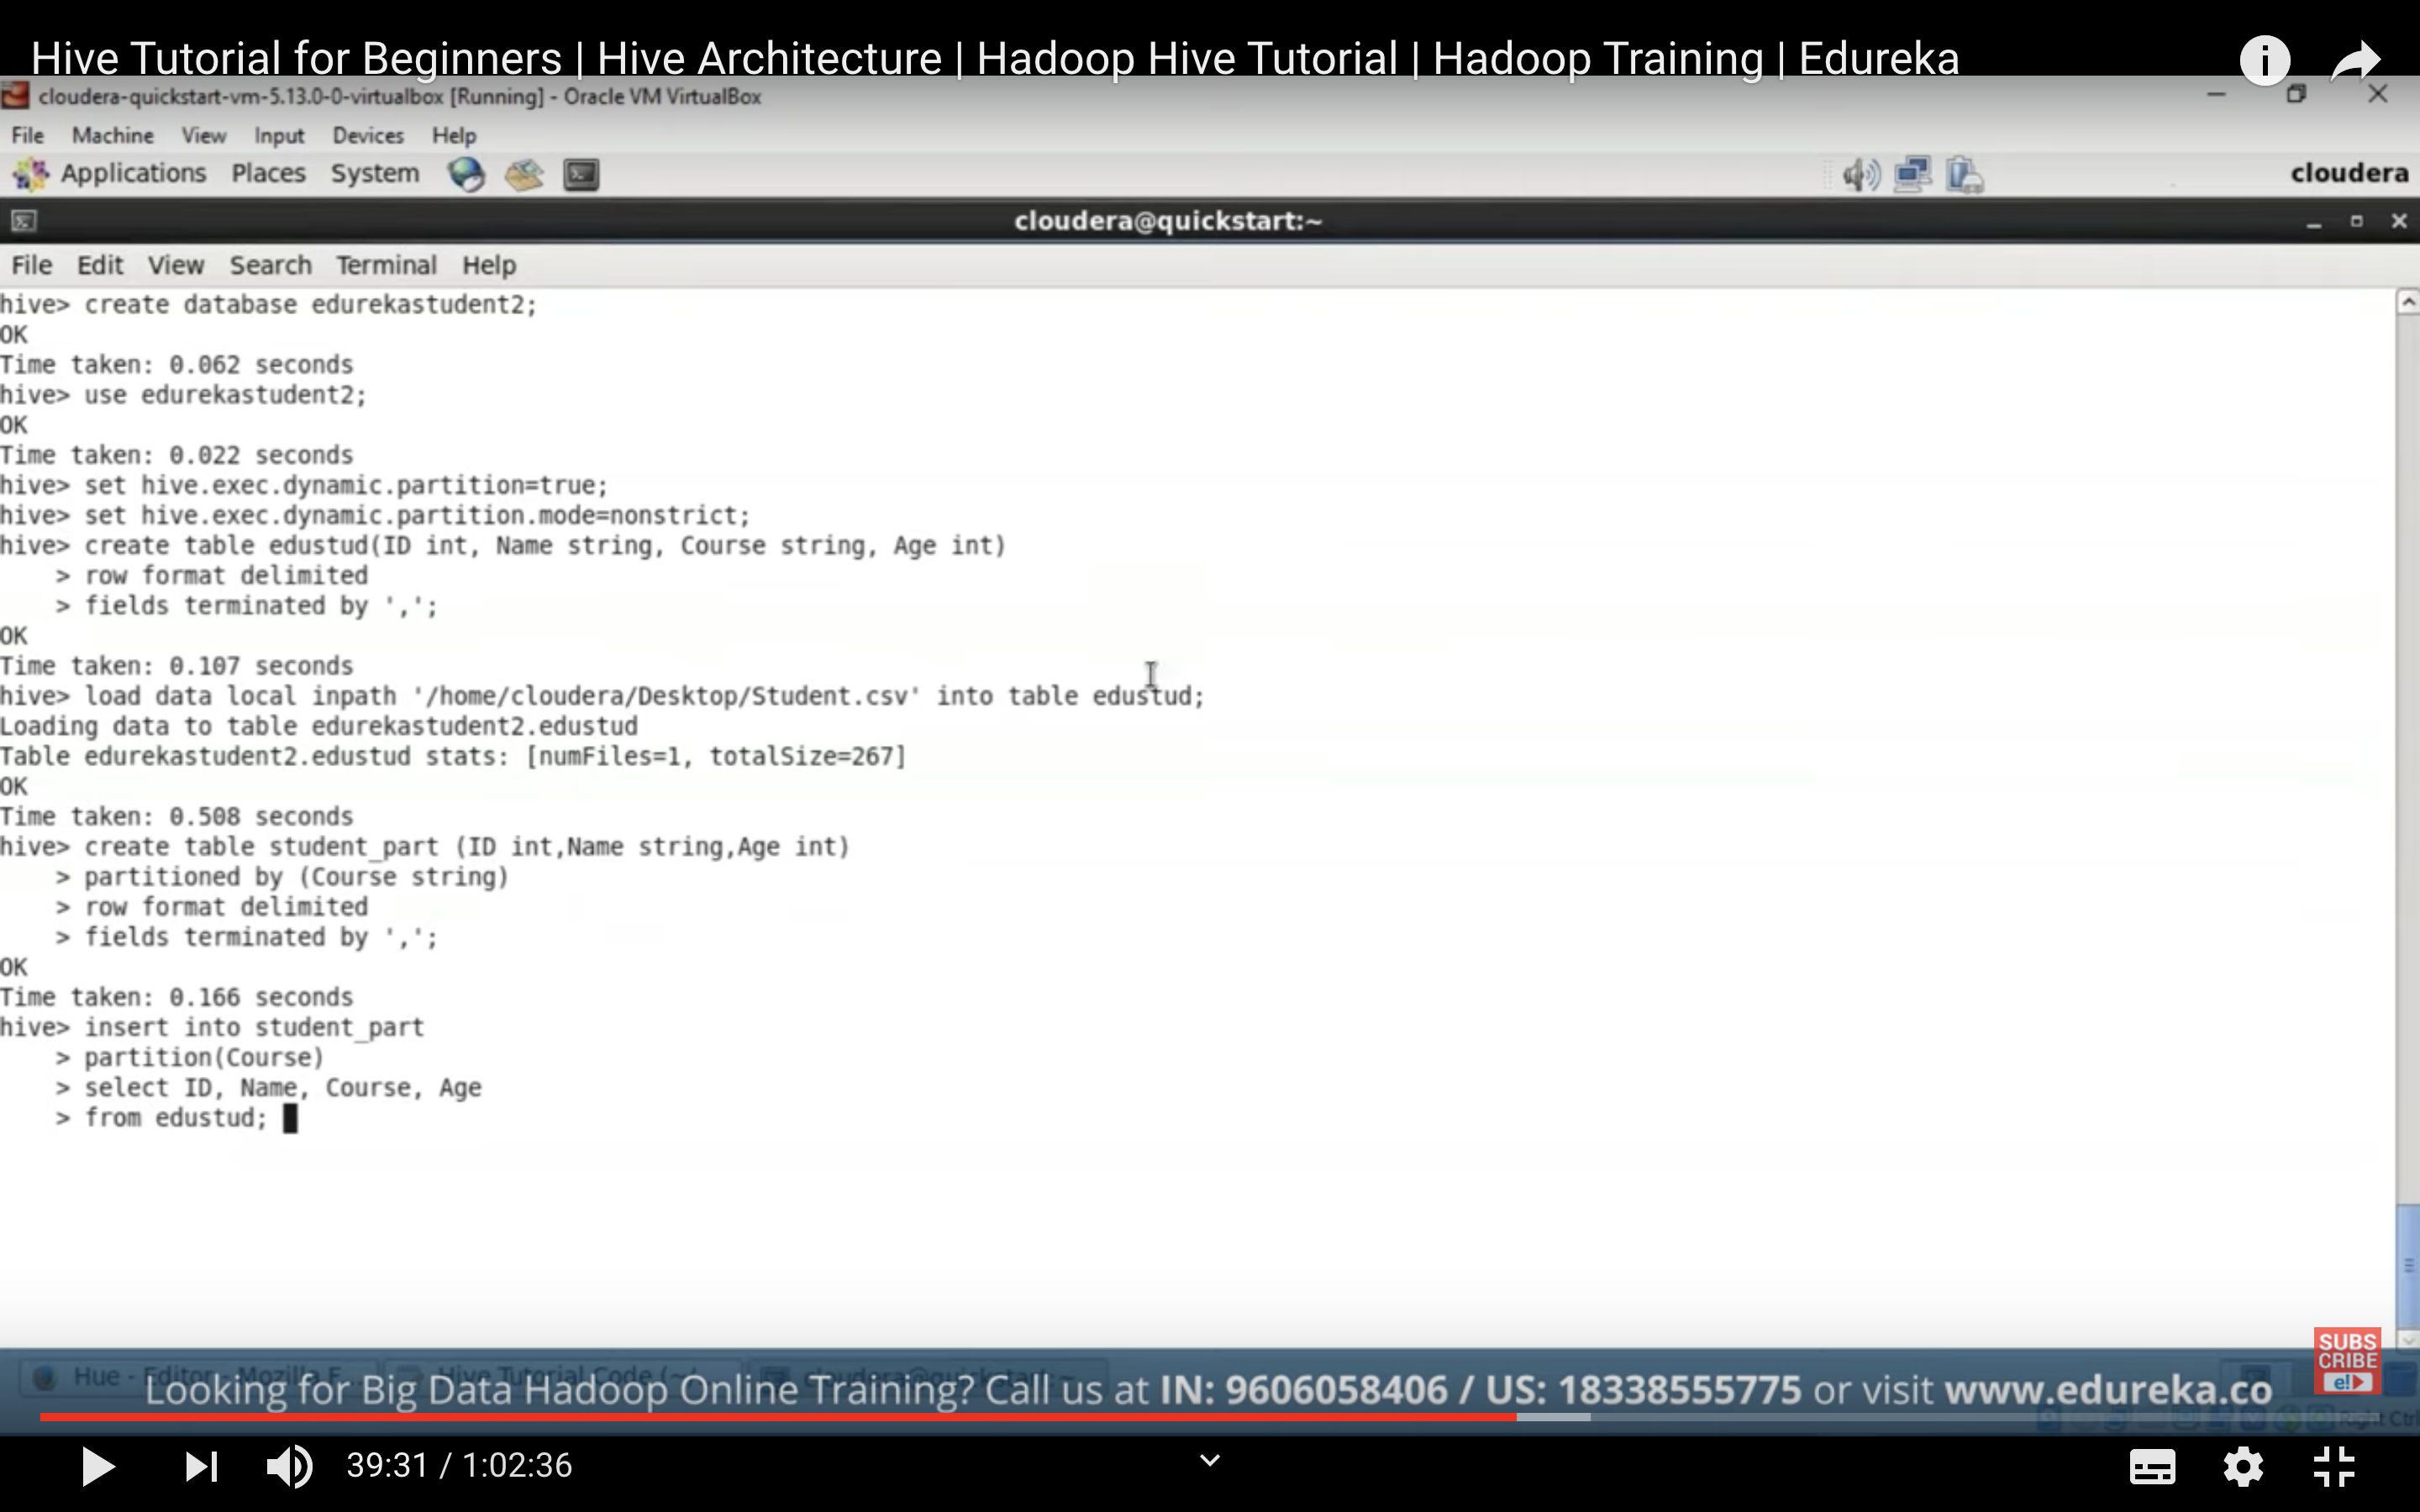 Hive Tutorial for Beginners | Hive Architecture | Hadoop Hive Tutorial | Hadoop Training | Edureka
cloudera-quickstart-vm-5.13.0-0-virtualbox [Running] - Oracle VM VirtualBox
File Machine View Input Devices Help
Applications Places System cloudera
cloudera@quickstart:~
File Edit View Search Terminal Help
hive> create database edurekastudent2;
OK
Time taken: 0.062 seconds
hive> use edurekastudent2;
OK
Time taken: 0.022 seconds
hive> set hive.exec.dynamic.partition=true;
hive> set hive.exec.dynamic.partition.mode=nonstrict;
hive> create table edustud(ID int, Name string, Course string, Age int)
> row format delimited
> fields terminated by ',';
OK
Time taken: 0.107 seconds
hive> load data local inpath '/home/cloudera/Desktop/Student.csv' into table edustud;
Loading data to table edurekastudent2.edustud
Table edurekastudent2.edustud stats: [numFiles=1, totalSize=267]
OK
Time taken: 0.508 seconds
hive> create table student_part (ID int,Name string,Age int)
> partitioned by (Course string)
> row format delimited
> fields terminated by ',';
OK
Time taken: 0.166 seconds
hive> insert into student_part
> partition(Course)
> select ID, Name, Course, Age
> from edustud;
SUBS
CRIBE
e!
Hue - Editor - Mozilla F... Hive Tutorial Code (~
Looking for Big Data Hadoop Online Training? Call us at IN: 9606058406 / US: 18338555775 or visit www.edureka.co
Right Ctrl
39:31 / 1:02:36